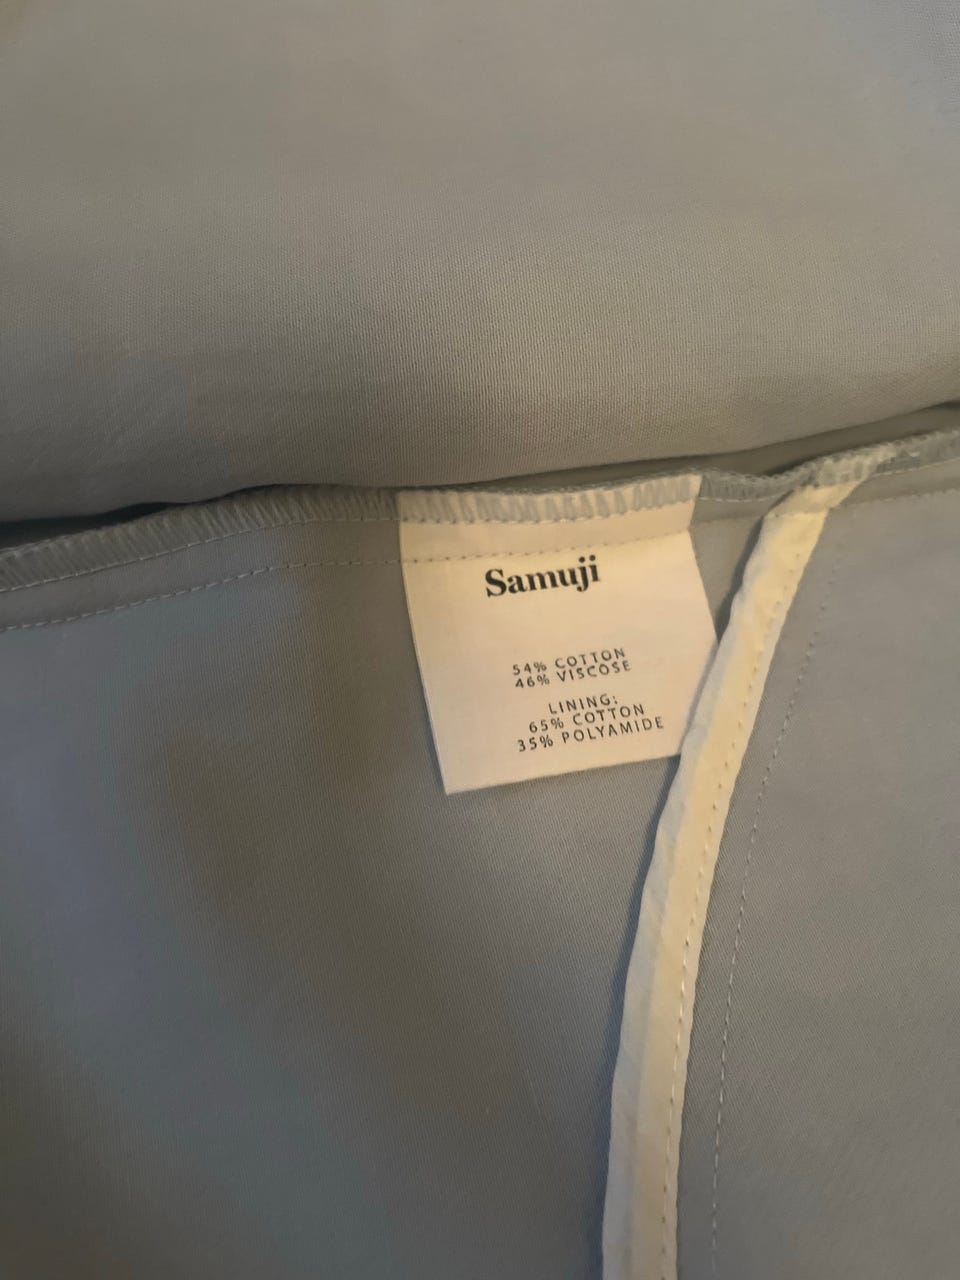 Samuji
54% COTTON
46% VISCOSE
LINING:
65% COTTON
35% POLYAMIDE